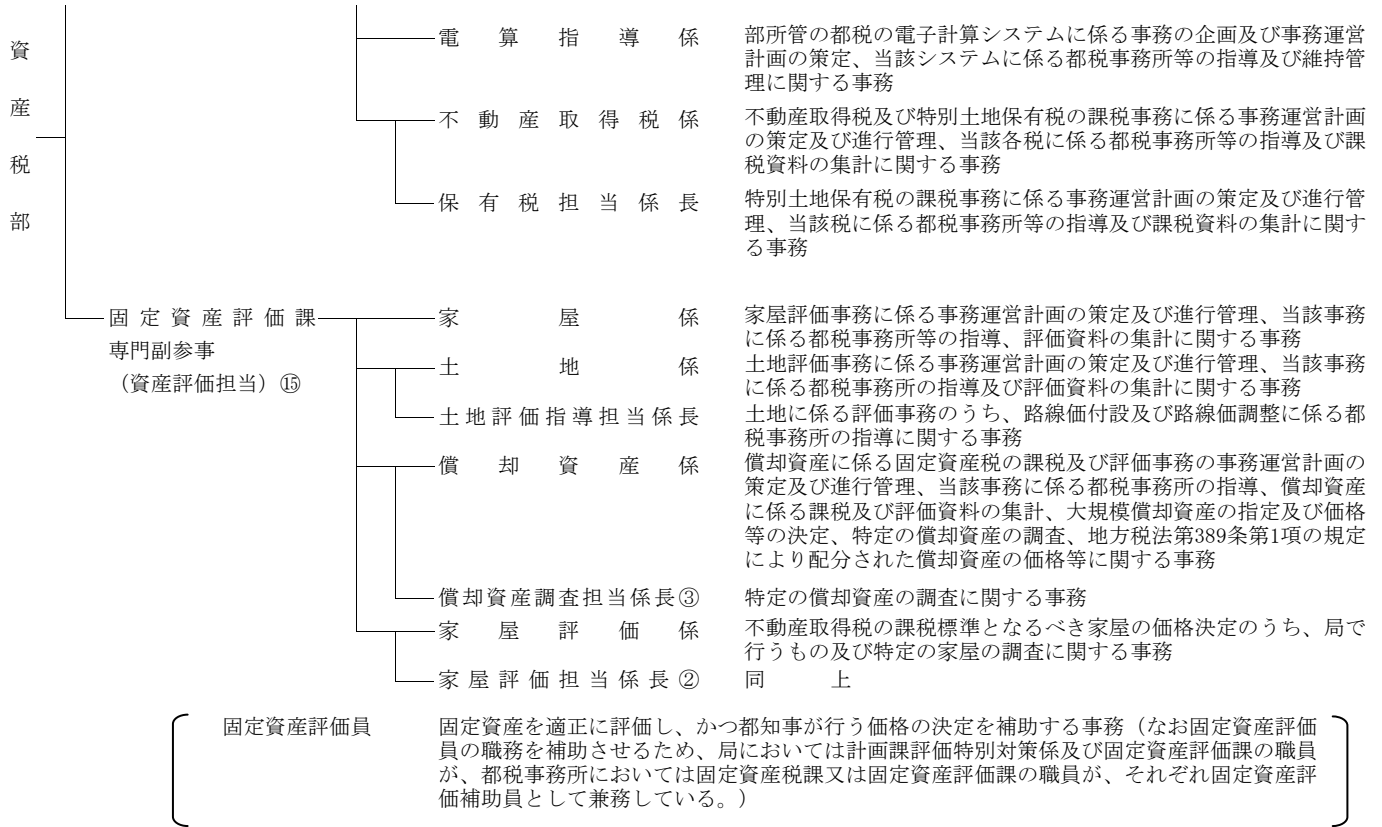 資産税部
電算指導係 部所管の都税の電子計算システムに係る事務の企画及び事務運営
計画の策定、当該システムに係る都税事務所等の指導及び維持管
理に関する事務
不動産取得税係 不動産取得税及び特別土地保有税の課税事務に係る事務運営計画
の策定及び進行管理、当該各税に係る都税事務所等の指導及び課
税資料の集計に関する事務
保有税担当係長 特別土地保有税の課税事務に係る事務運営計画の策定及び進行管
理、当該税に係る都税事務所等の指導及び課税資料の集計に関す
る事務
固定資産評価課
専門副参事
（資産評価担当）⑮
家屋係 家屋評価事務に係る事務運営計画の策定及び進行管理、当該事務
に係る都税事務所等の指導、評価資料の集計に関する事務
土地係 土地評価事務に係る事務運営計画の策定及び進行管理、当該事務
に係る都税事務所の指導及び評価資料の集計に関する事務
土地評価指導担当係長 土地に係る評価事務のうち、路線価付設及び路線価調整に係る都
税事務所の指導に関する事務
償却資産係 償却資産に係る固定資産税の課税及び評価事務の事務運営計画の
策定及び進行管理、当該事務に係る都税事務所の指導、償却資産
に係る課税及び評価資料の集計、大規模償却資産の指定及び価格
等の決定、特定の償却資産の調査、地方税法第389条第1項の規定
により配分された償却資産の価格等に関する事務
償却資産調査担当係長③ 特定の償却資産の調査に関する事務
家屋評価係 不動産取得税の課税標準となるべき家屋の価格決定のうち、局で
行うもの及び特定の家屋の調査に関する事務
家屋評価担当係長② 同上
固定資産評価員 固定資産を適正に評価し、かつ都知事が行う価格の決定を補助する事務（なお固定資産評価
員の職務を補助させるため、局においては計画課評価特別対策係及び固定資産評価課の職員
が、都税事務所においては固定資産税課又は固定資産評価課の職員が、それぞれ固定資産評
価補助員として兼務している。）